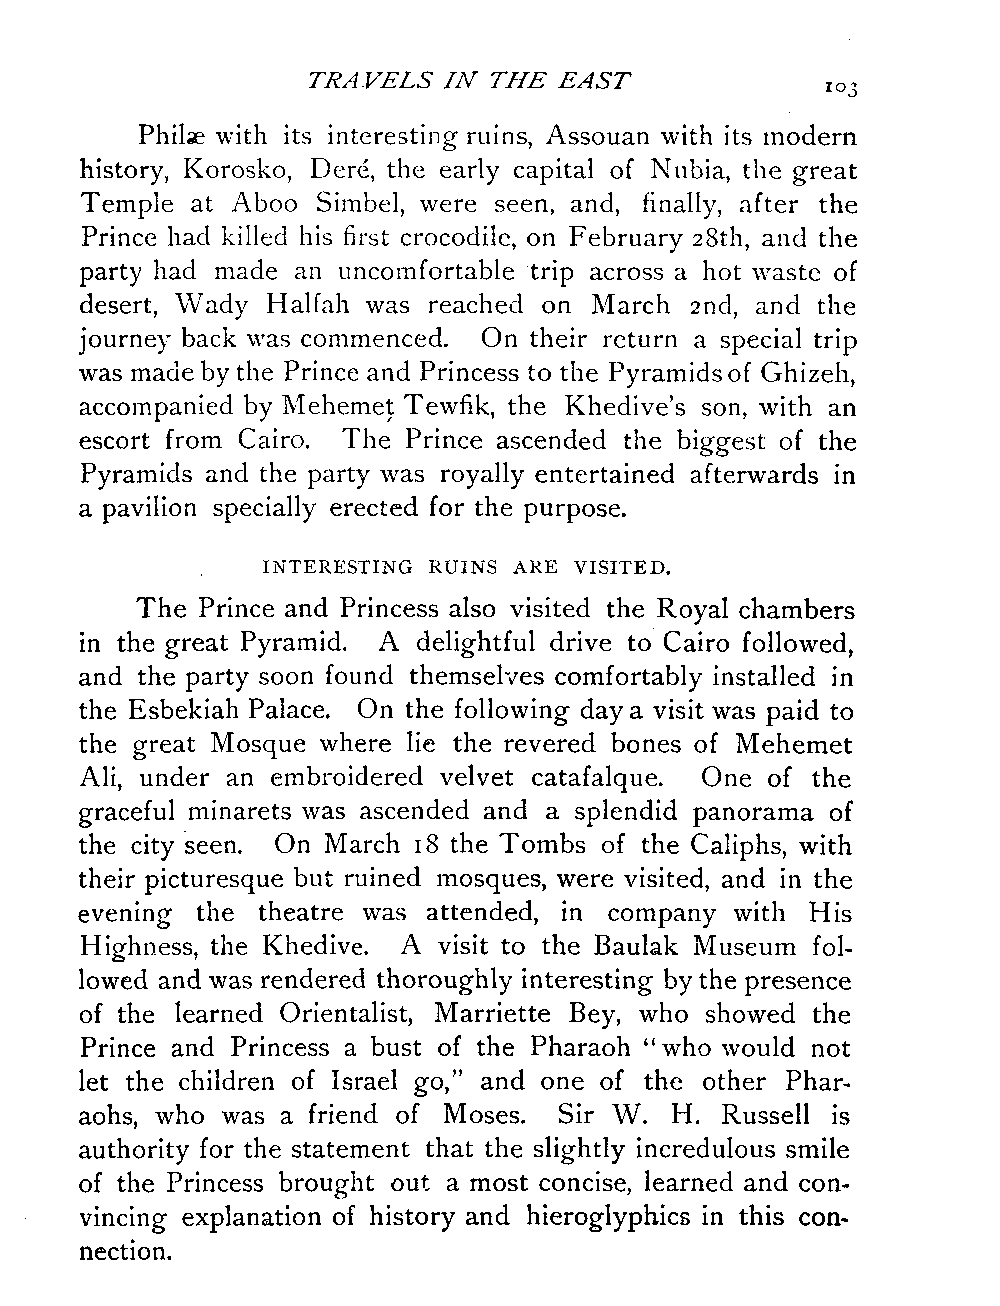 TRAVELS IN THE EAST 103
Philæ with its interesting ruins, Assouan with its modern
history, Korosko, Deré, the early capital of Nubia, the great
Temple at Aboo Simbel, were seen, and, finally, after the
Prince had killed his first crocodile, on February 28th, and the
party had made an uncomfortable trip across a hot waste of
desert, Wady Halfah was reached on March 2nd, and the
journey back was commenced. On their return a special trip
was made by the Prince and Princess to the Pyramids of Ghizeh,
accompanied by Mehemet Tewfik, the Khedive's son, with an
escort from Cairo. The Prince ascended the biggest of the
Pyramids and the party was royally entertained afterwards in
a pavilion specially erected for the purpose.
INTERESTING RUINS ARE VISITED.
The Prince and Princess also visited the Royal chambers
in the great Pyramid. A delightful drive to Cairo followed,
and the party soon found themselves comfortably installed in
the Esbekiah Palace. On the following day a visit was paid to
the great Mosque where lie the revered bones of Mehemet
Ali, under an embroidered velvet catafalque. One of the
graceful minarets was ascended and a splendid panorama of
the city seen. On March 18 the Tombs of the Caliphs, with
their picturesque but ruined mosques, were visited, and in the
evening the theatre was attended, in company with His
Highness, the Khedive. A visit to the Baulak Museum fol-
lowed and was rendered thoroughly interesting by the presence
of the learned Orientalist, Marriette Bey, who showed the
Prince and Princess a bust of the Pharaoh "who would not
let the children of Israel go," and one of the other Phar-
aohs, who was a friend of Moses. Sir W. H. Russell is
authority for the statement that the slightly incredulous smile
of the Princess brought out a most concise, learned and con-
vincing explanation of history and hieroglyphics in this con-
nection.